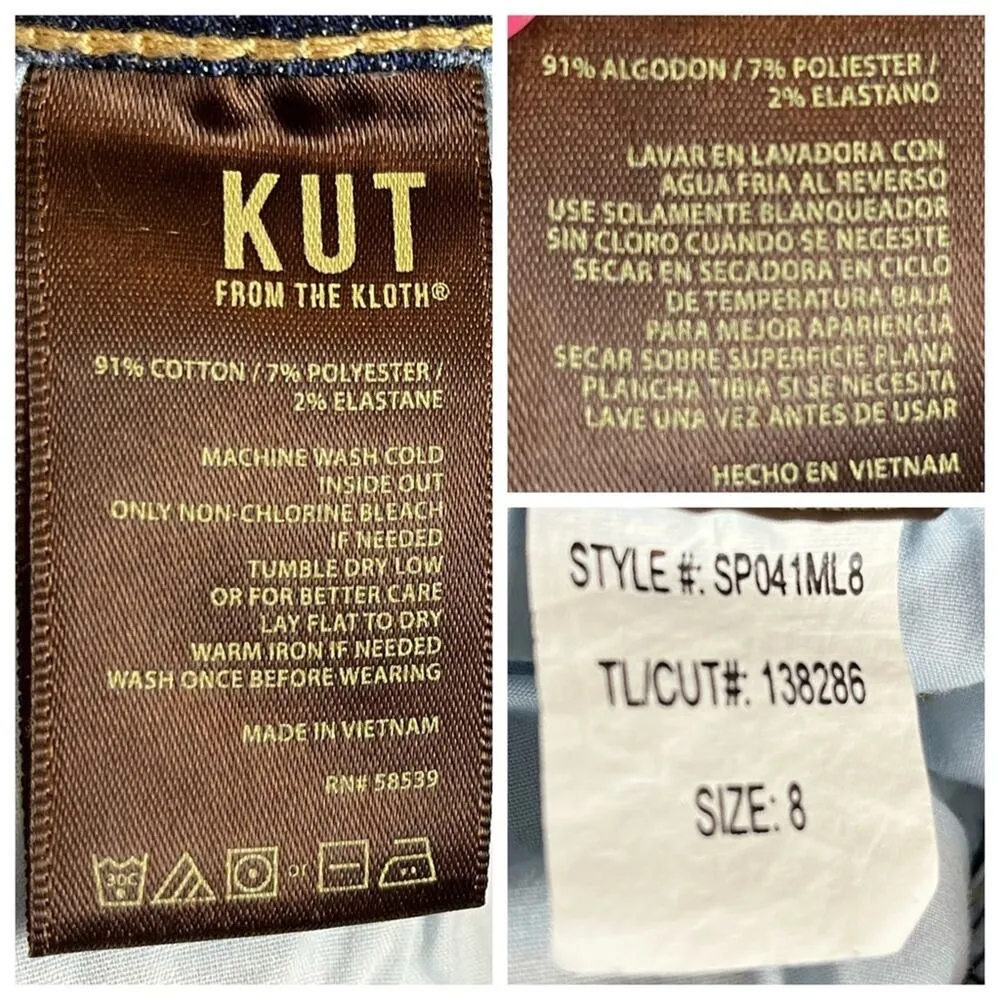 KUT
FROM THE KLOTH®
91% COTTON / 7% POLYESTER /
2% ELASTANE
MACHINE WASH COLD
INSIDE OUT
ONLY NON-CHLORINE BLEACH
IF NEEDED
TUMBLE DRY LOW
OR FOR BETTER CARE
LAY FLAT TO DRY
WARM IRON IF NEEDED
WASH ONCE BEFORE WEARING
MADE IN VIETNAM
RN# 58539
30C
or
91% ALGODON / 7% POLIESTER /
2% ELASTANO
LAVAR EN LAVADORA CON
AGUA FRIA AL REVERSO
USE SOLAMENTE BLANQUEADOR
SIN CLORO CUANDO SE NECESITE
SECAR EN SECADORA EN CICLO
DE TEMPERATURA BAJA
PARA MEJOR APARIENCIA
SECAR SOBRE SUPERFICIE PLANA
PLANCHA TIBIA SI SE NECESITA
LAVE UNA VEZ ANTES DE USAR
HECHO EN VIETNAM
STYLE #: SP041ML8
TL/CUT#: 138286
SIZE: 8